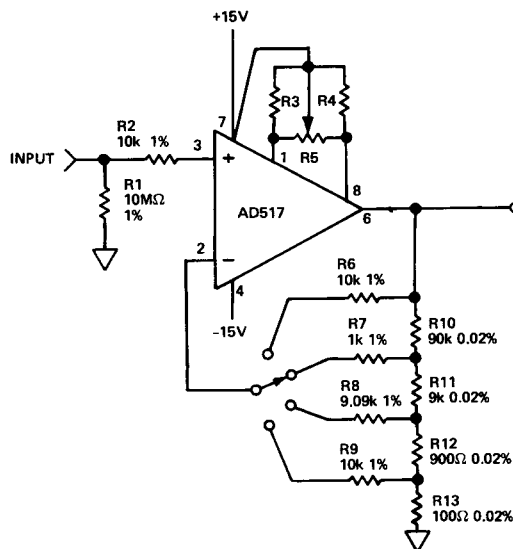 +15V
R3
R4
R2
10k 1%
7
3
INPUT
+
1
R5
R1
10MΩ
1%
8
AD517
6
2
−
4
-15V
R6
10k 1%
R7
1k 1%
R10
90k 0.02%
R8
9.09k 1%
R11
9k 0.02%
R9
10k 1%
R12
900Ω 0.02%
R13
100Ω 0.02%